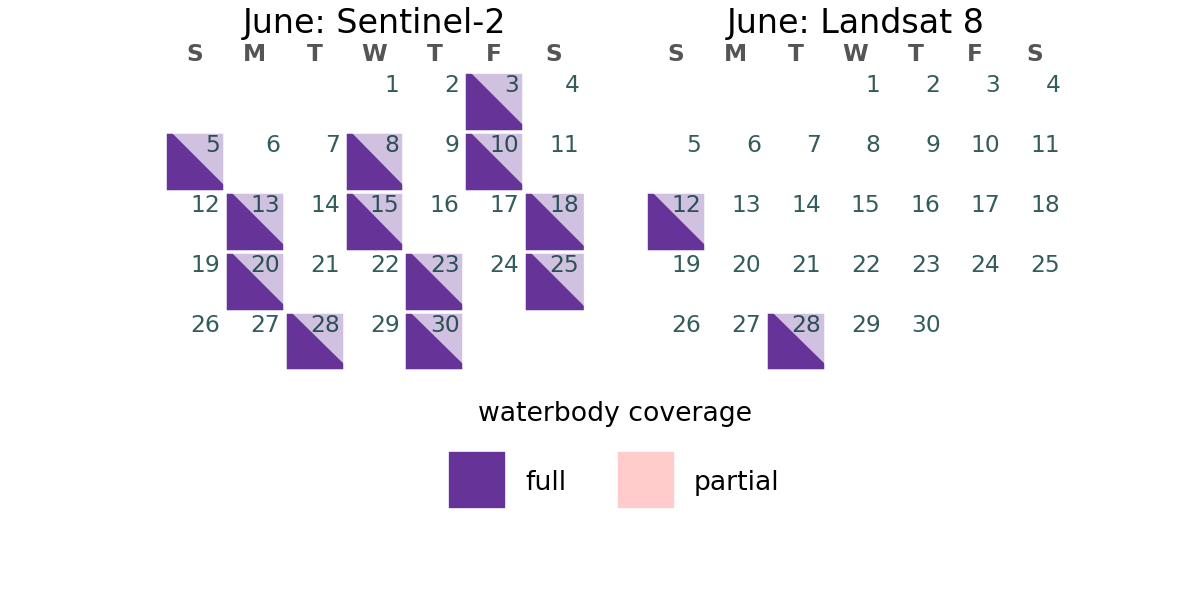 June: Sentinel-2
S M T W T F S
1 2 3 4
5 6 7 8 9 10 11
12 13 14 15 16 17 18
19 20 21 22 23 24 25
26 27 28 29 30
June: Landsat 8
S M T W T F S
1 2 3 4
5 6 7 8 9 10 11
12 13 14 15 16 17 18
19 20 21 22 23 24 25
26 27 28 29 30
waterbody coverage
full partial